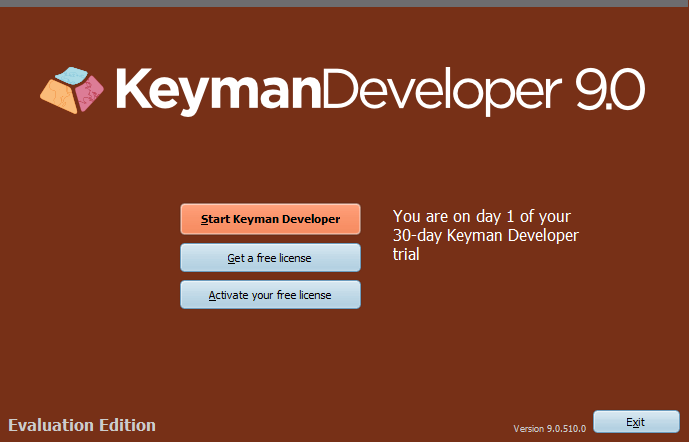 KeymanDeveloper 9.0
Start Keyman Developer
You are on day 1 of your
30-day Keyman Developer
trial
Get a free license
Activate your free license
Evaluation Edition
Version 9.0.510.0
Exit